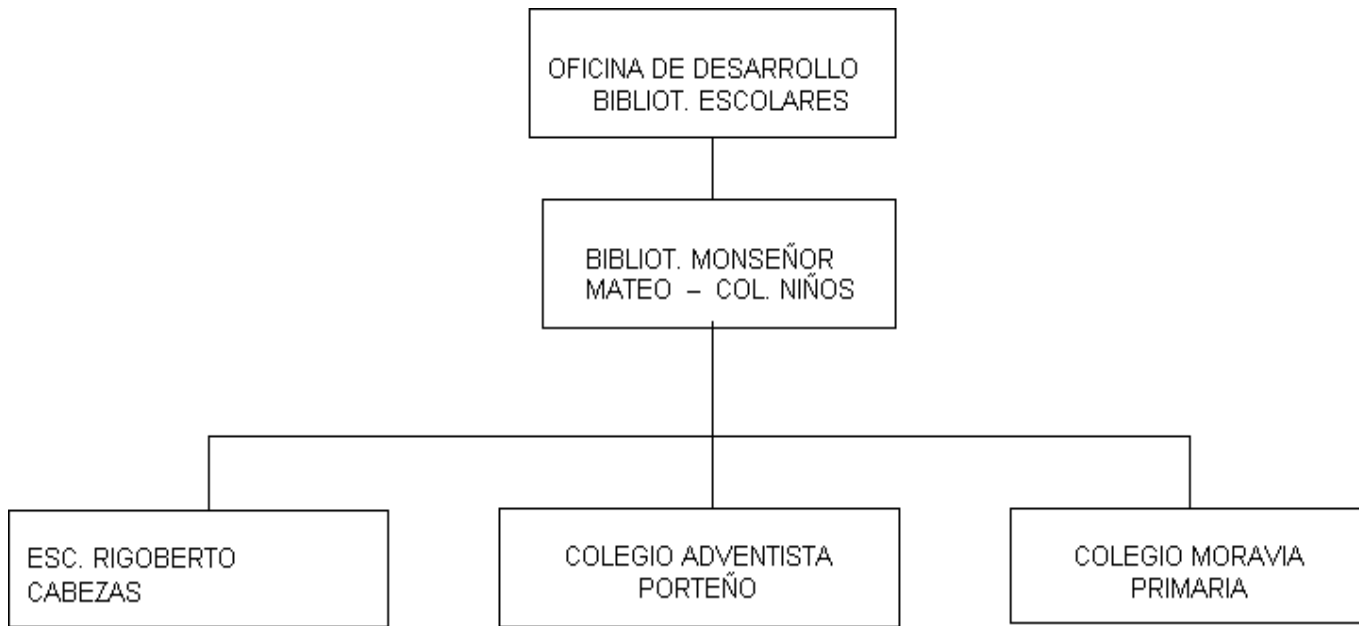 OFICINA DE DESARROLLO
BIBLIOT. ESCOLARES
BIBLIOT. MONSEÑOR
MATEO – COL. NIÑOS
ESC. RIGOBERTO
CABEZAS
COLEGIO ADVENTISTA
PORTEÑO
COLEGIO MORAVIA
PRIMARIA